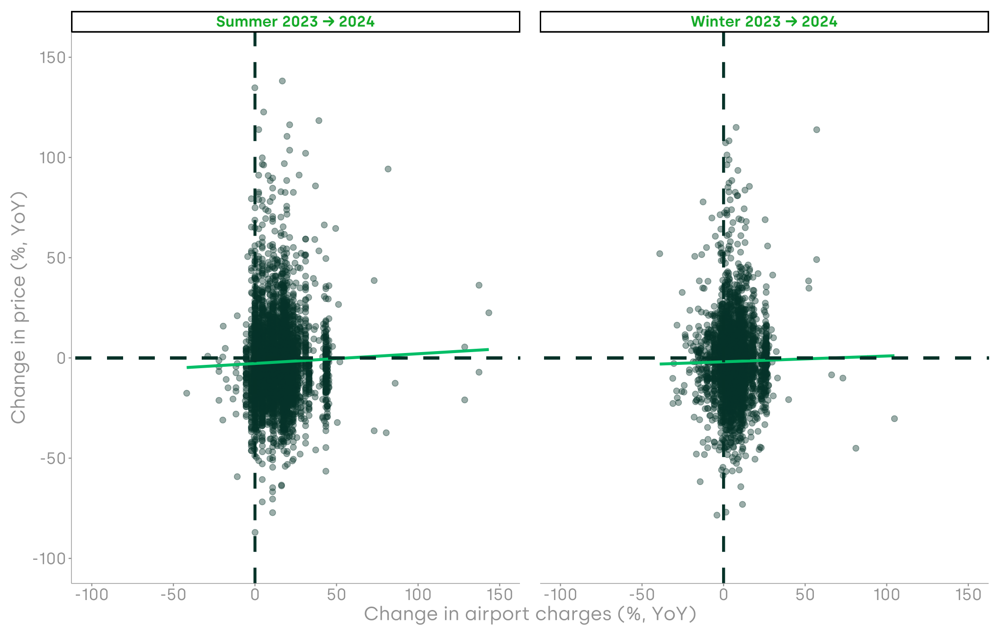 Summer 2023 → 2024
Winter 2023 → 2024
Change in price (%, YoY)
150
100
50
0
-50
-100
-100 -50 0 50 100 150
-100 -50 0 50 100 150
Change in airport charges (%, YoY)